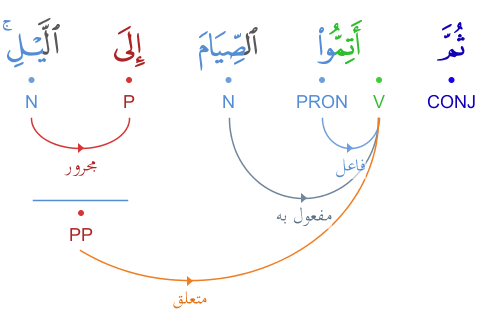 ثُمَّ أَتِمُّوا۟ ٱلصِّيَامَ إِلَى ٱلَّيْلِ ۚ
CONJ V PRON N P N
فاعل
مجرور
مفعول به
PP
متعلق